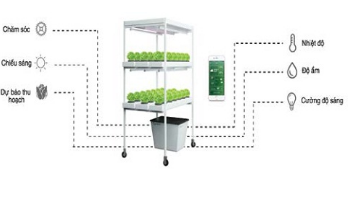 Chăm sóc
Chiếu sáng
Dự báo thu
hoạch
Nhiệt độ
Độ ẩm
Cường độ sáng